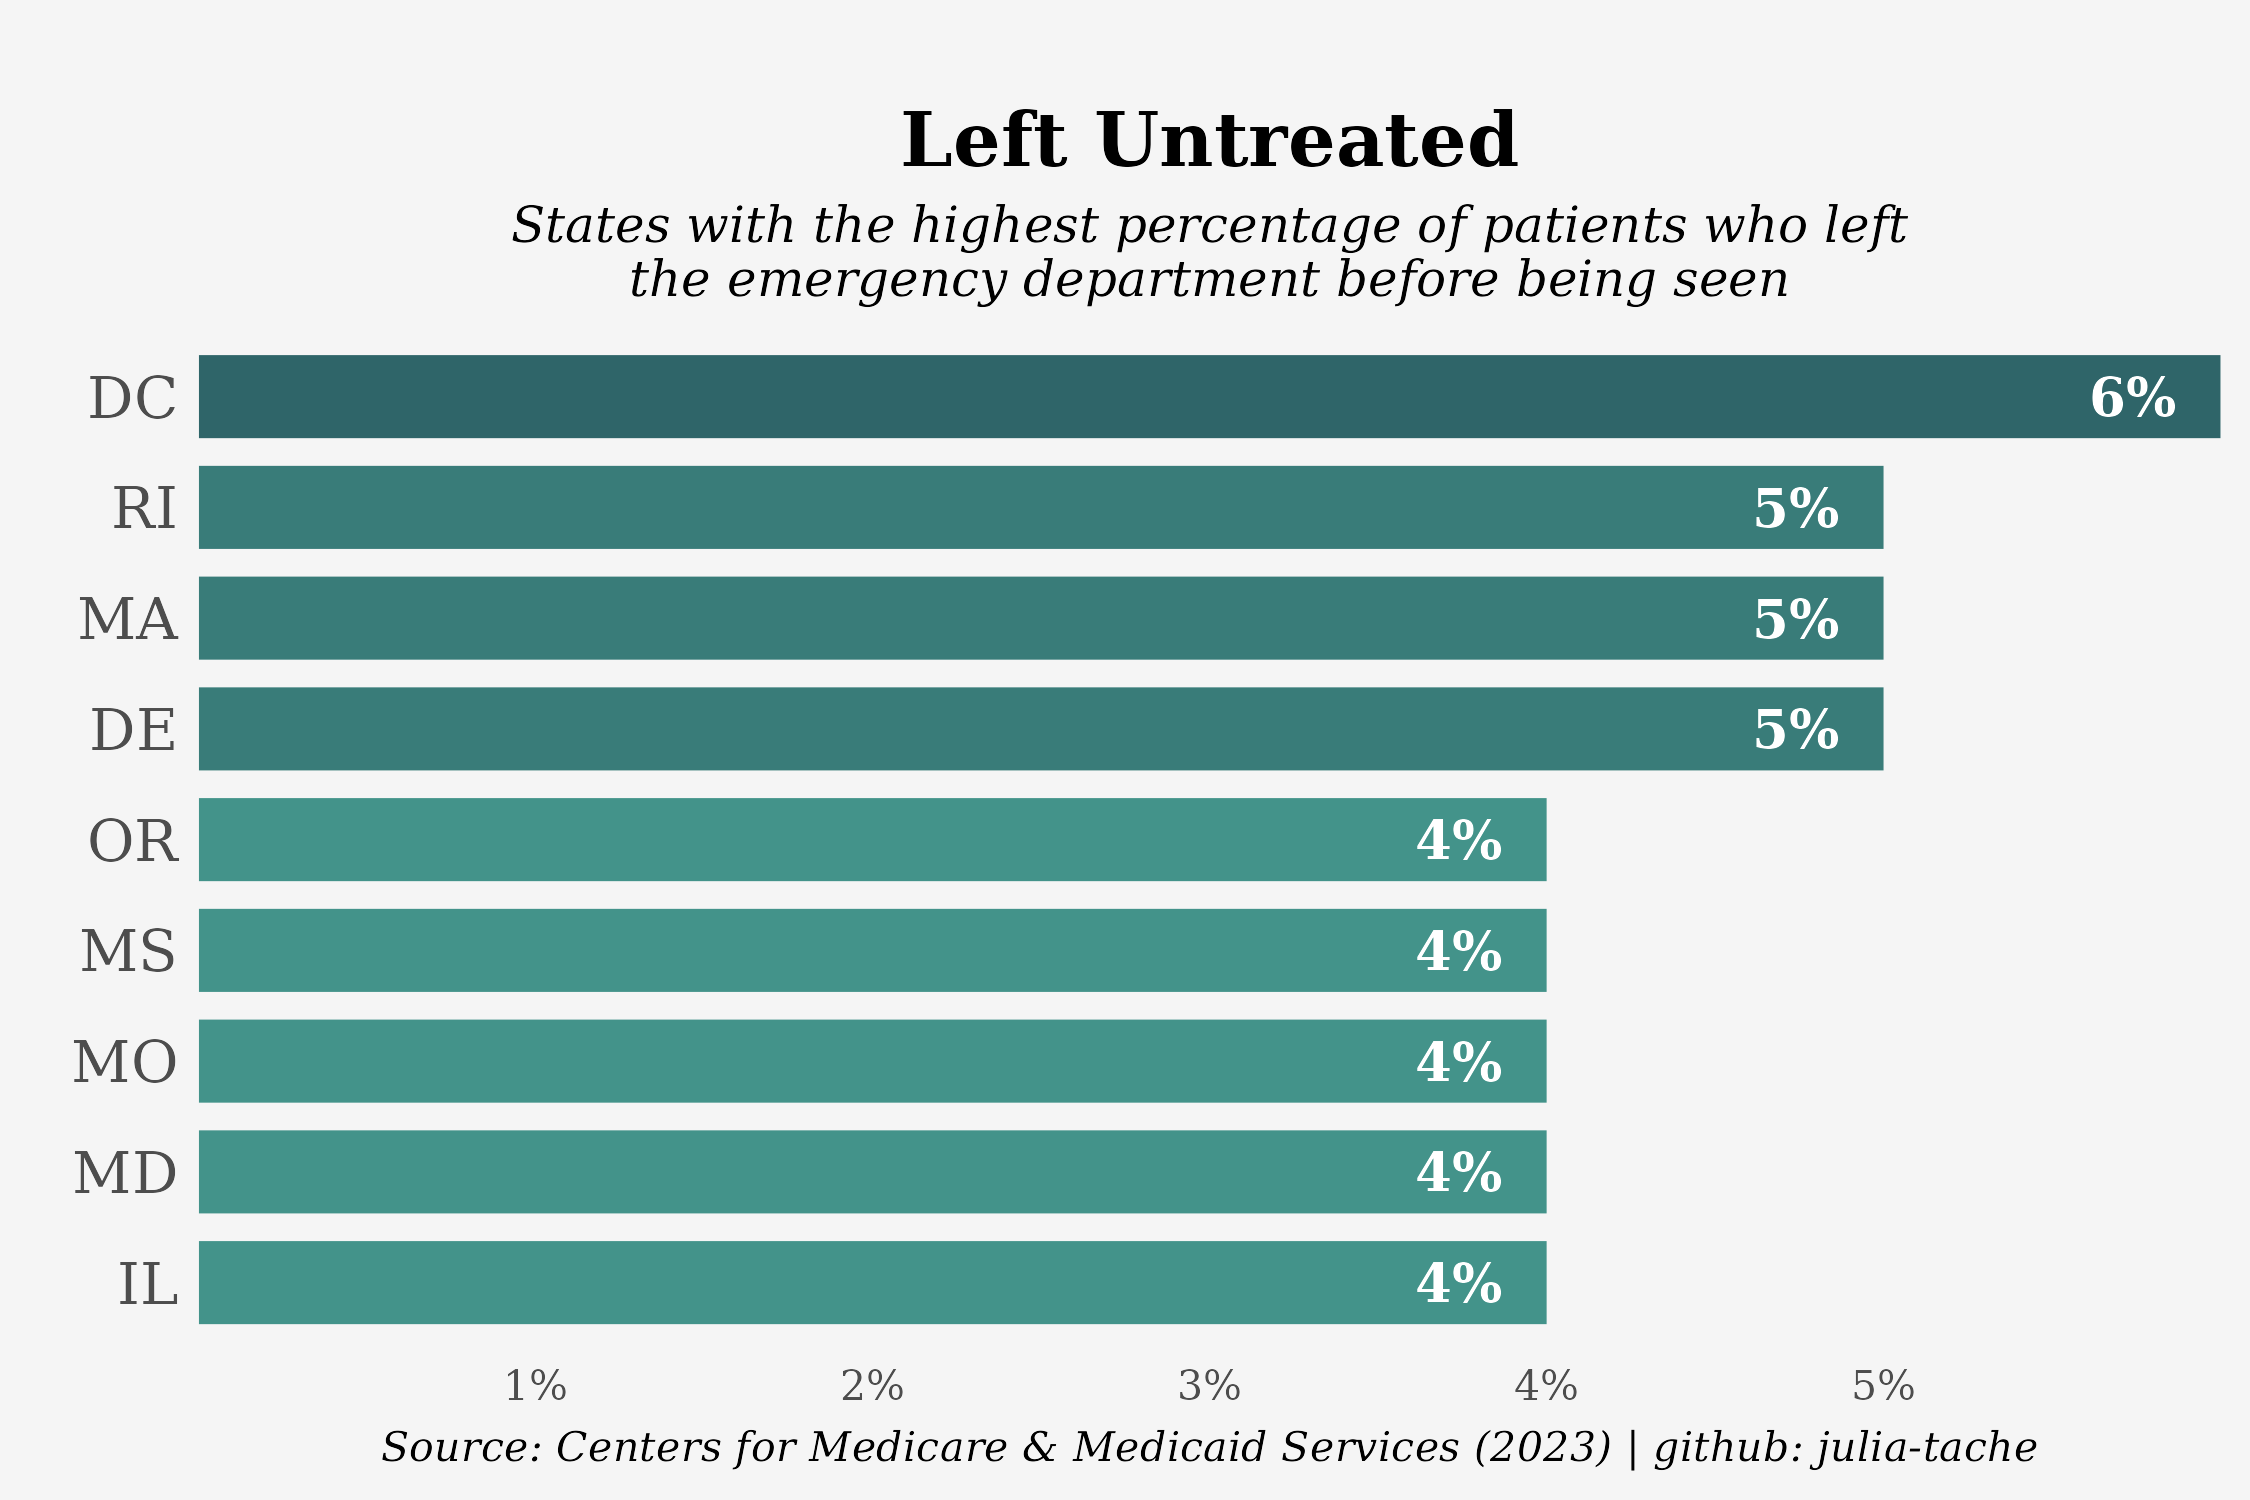 Left Untreated
States with the highest percentage of patients who left
the emergency department before being seen
DC 6%
RI 5%
MA 5%
DE 5%
OR 4%
MS 4%
MO 4%
MD 4%
IL 4%
1% 2% 3% 4% 5%
Source: Centers for Medicare & Medicaid Services (2023) | github: julia-tache